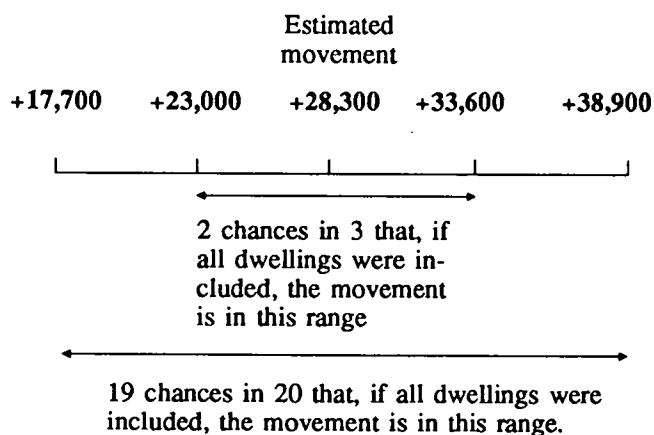 Estimated
movement
+17,700 +23,000 +28,300 +33,600 +38,900
2 chances in 3 that, if
all dwellings were in-
cluded, the movement
is in this range
19 chances in 20 that, if all dwellings were
included, the movement is in this range.